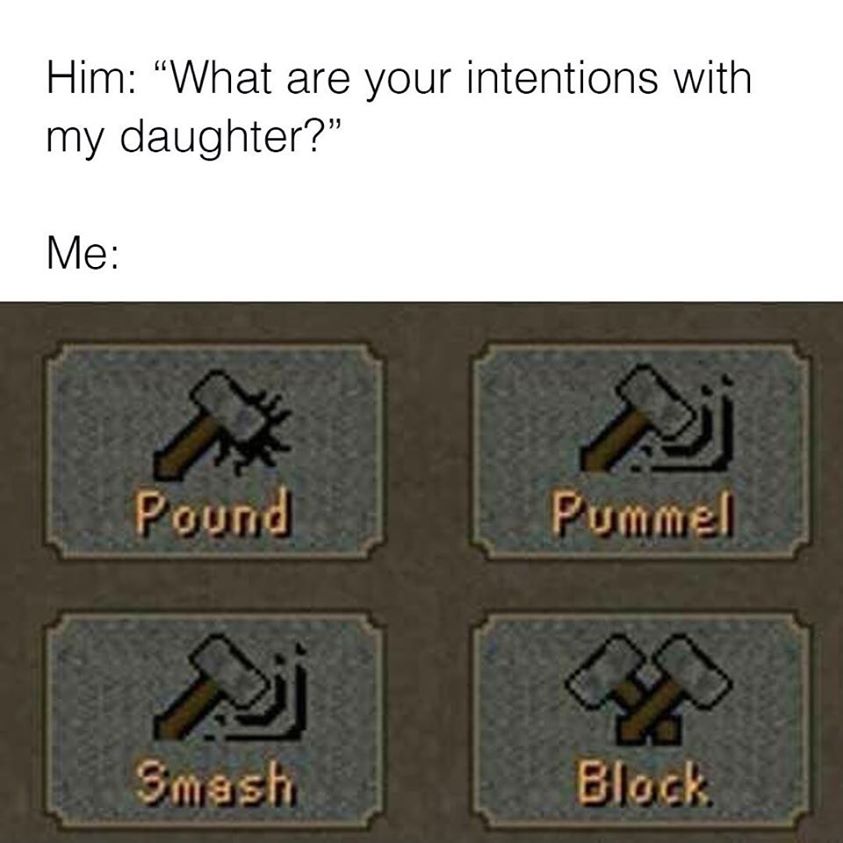 Him: “What are your intentions with
my daughter?”
Me:
Pound
Pummel
Smash
Block